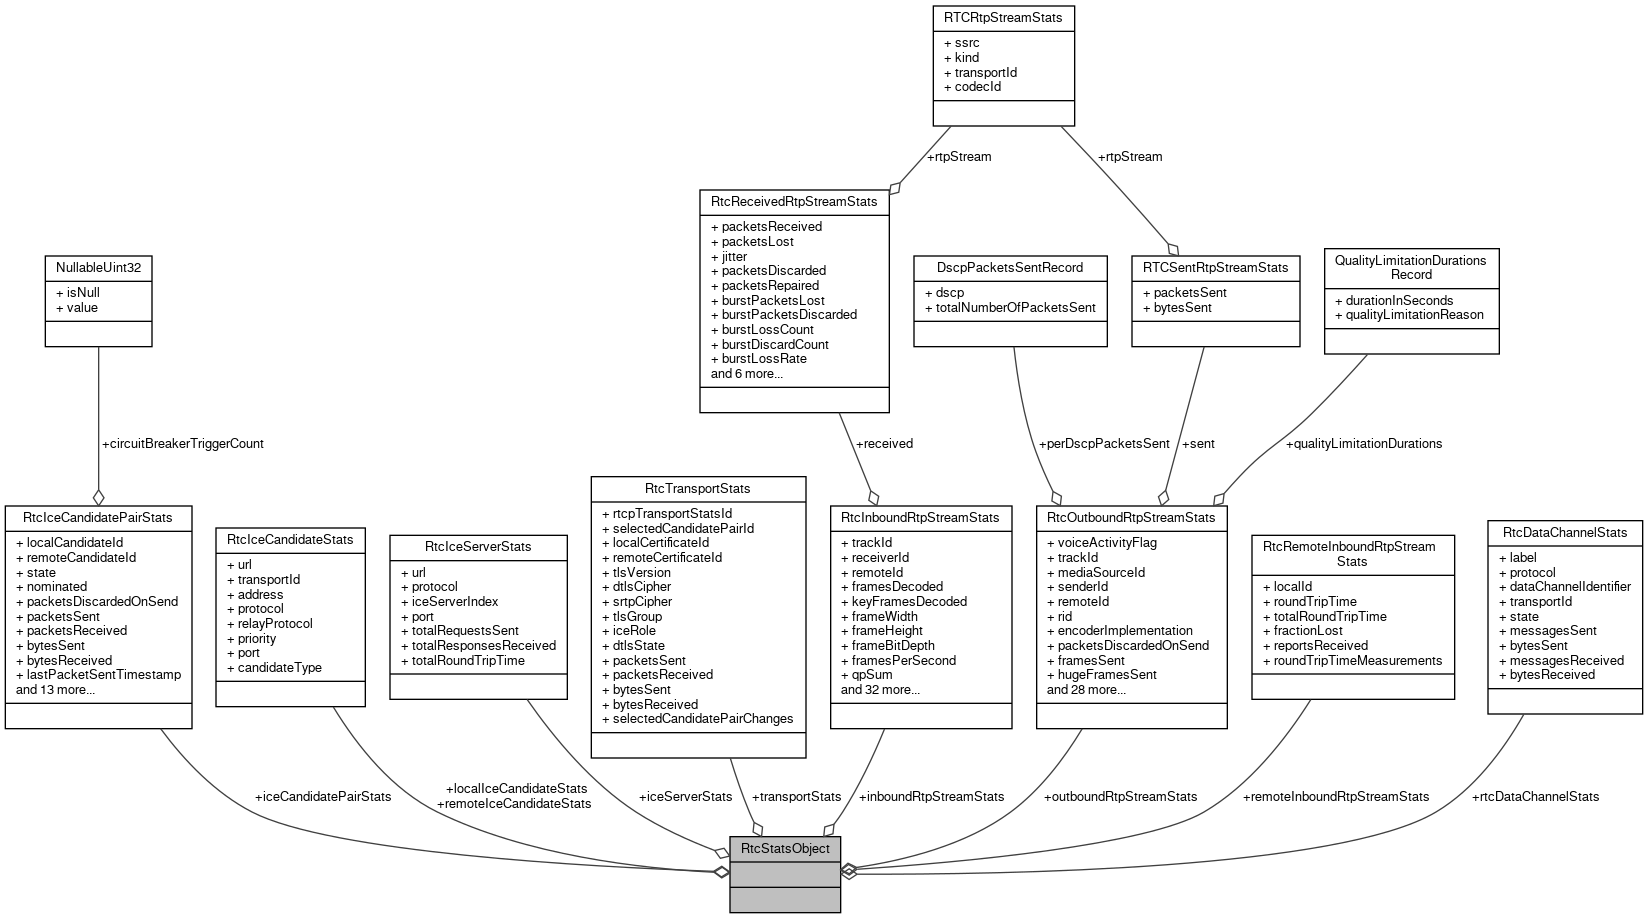 RTCRtpStreamStats
+ ssrc
+ kind
+ transportId
+ codecId
+rtpStream
+rtpStream
RtcReceivedRtpStreamStats
+ packetsReceived
+ packetsLost
+ jitter
+ packetsDiscarded
+ packetsRepaired
+ burstPacketsLost
+ burstPacketsDiscarded
+ burstLossCount
+ burstDiscardCount
+ burstLossRate
and 6 more...
NullableUint32
+ isNull
+ value
DscpPacketsSentRecord
+ dscp
+ totalNumberOfPacketsSent
RTCSentRtpStreamStats
+ packetsSent
+ bytesSent
QualityLimitationDurations
Record
+ durationInSeconds
+ qualityLimitationReason
+circuitBreakerTriggerCount
+received
+perDscpPacketsSent
+sent
+qualityLimitationDurations
RtcIceCandidatePairStats
+ localCandidateId
+ remoteCandidateId
+ state
+ nominated
+ packetsDiscardedOnSend
+ packetsSent
+ packetsReceived
+ bytesSent
+ bytesReceived
+ lastPacketSentTimestamp
and 13 more...
RtcIceCandidateStats
+ url
+ transportId
+ address
+ protocol
+ relayProtocol
+ priority
+ port
+ candidateType
RtcIceServerStats
+ url
+ protocol
+ iceServerIndex
+ port
+ totalRequestsSent
+ totalResponsesReceived
+ totalRoundTripTime
RtcTransportStats
+ rtcpTransportStatsId
+ selectedCandidatePairId
+ localCertificateId
+ remoteCertificateId
+ tlsVersion
+ dtlsCipher
+ srtpCipher
+ tlsGroup
+ iceRole
+ dtlsState
+ packetsSent
+ packetsReceived
+ bytesSent
+ bytesReceived
+ selectedCandidatePairChanges
RtcInboundRtpStreamStats
+ trackId
+ receiverId
+ remoteId
+ framesDecoded
+ keyFramesDecoded
+ frameWidth
+ frameHeight
+ frameBitDepth
+ framesPerSecond
+ qpSum
and 32 more...
RtcOutboundRtpStreamStats
+ voiceActivityFlag
+ trackId
+ mediaSourceId
+ senderId
+ remoteId
+ rid
+ encoderImplementation
+ packetsDiscardedOnSend
+ framesSent
+ hugeFramesSent
and 28 more...
RtcRemoteInboundRtpStream
Stats
+ localId
+ roundTripTime
+ totalRoundTripTime
+ fractionLost
+ reportsReceived
+ roundTripTimeMeasurements
RtcDataChannelStats
+ label
+ protocol
+ dataChannelIdentifier
+ transportId
+ state
+ messagesSent
+ bytesSent
+ messagesReceived
+ bytesReceived
+iceCandidatePairStats
+localIceCandidateStats
+remoteIceCandidateStats
+iceServerStats
+transportStats
+inboundRtpStreamStats
+outboundRtpStreamStats
+remoteInboundRtpStreamStats
+rtcDataChannelStats
RtcStatsObject